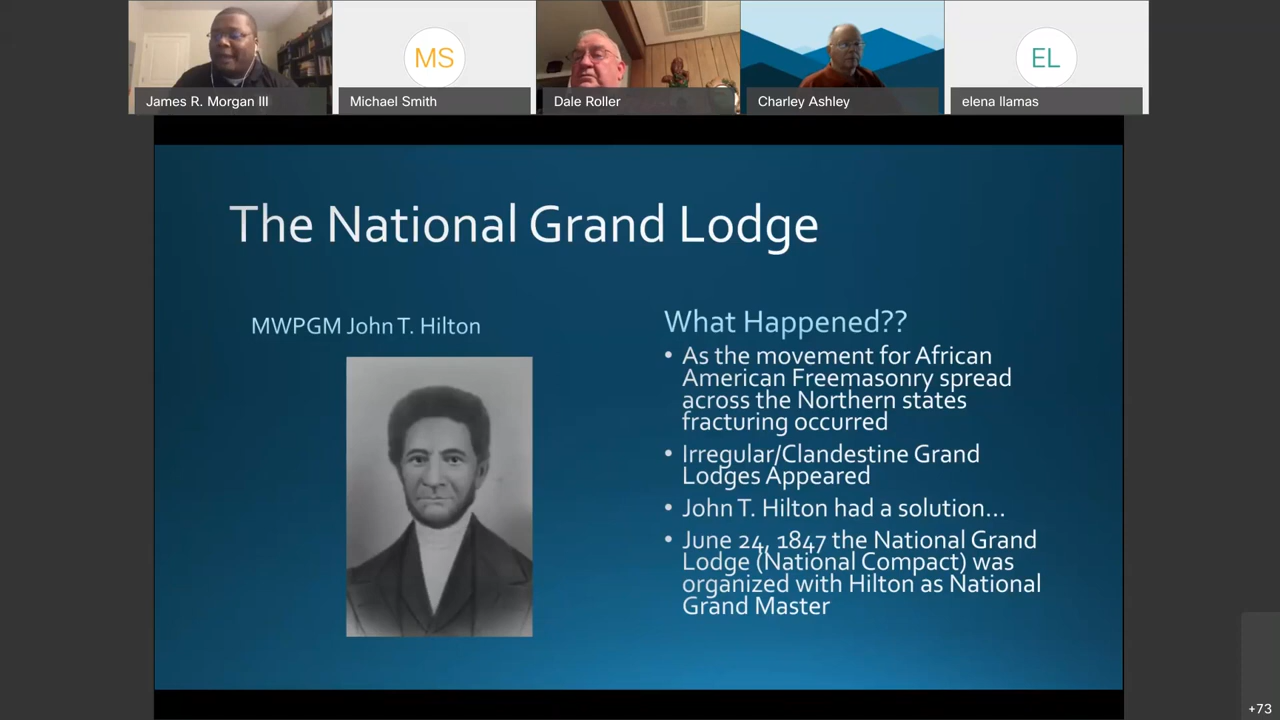 James R. Morgan III
MS
Michael Smith
Dale Roller
Charley Ashley
EL
elena llamas
The National Grand Lodge
MWPGM John T. Hilton
What Happened??
• As the movement for African
American Freemasonry spread
across the Northern states
fracturing occurred
• Irregular/Clandestine Grand
Lodges Appeared
• John T. Hilton had a solution...
• June 24, 1847 the National Grand
Lodge (National Compact) was
organized with Hilton as National
Grand Master
+73